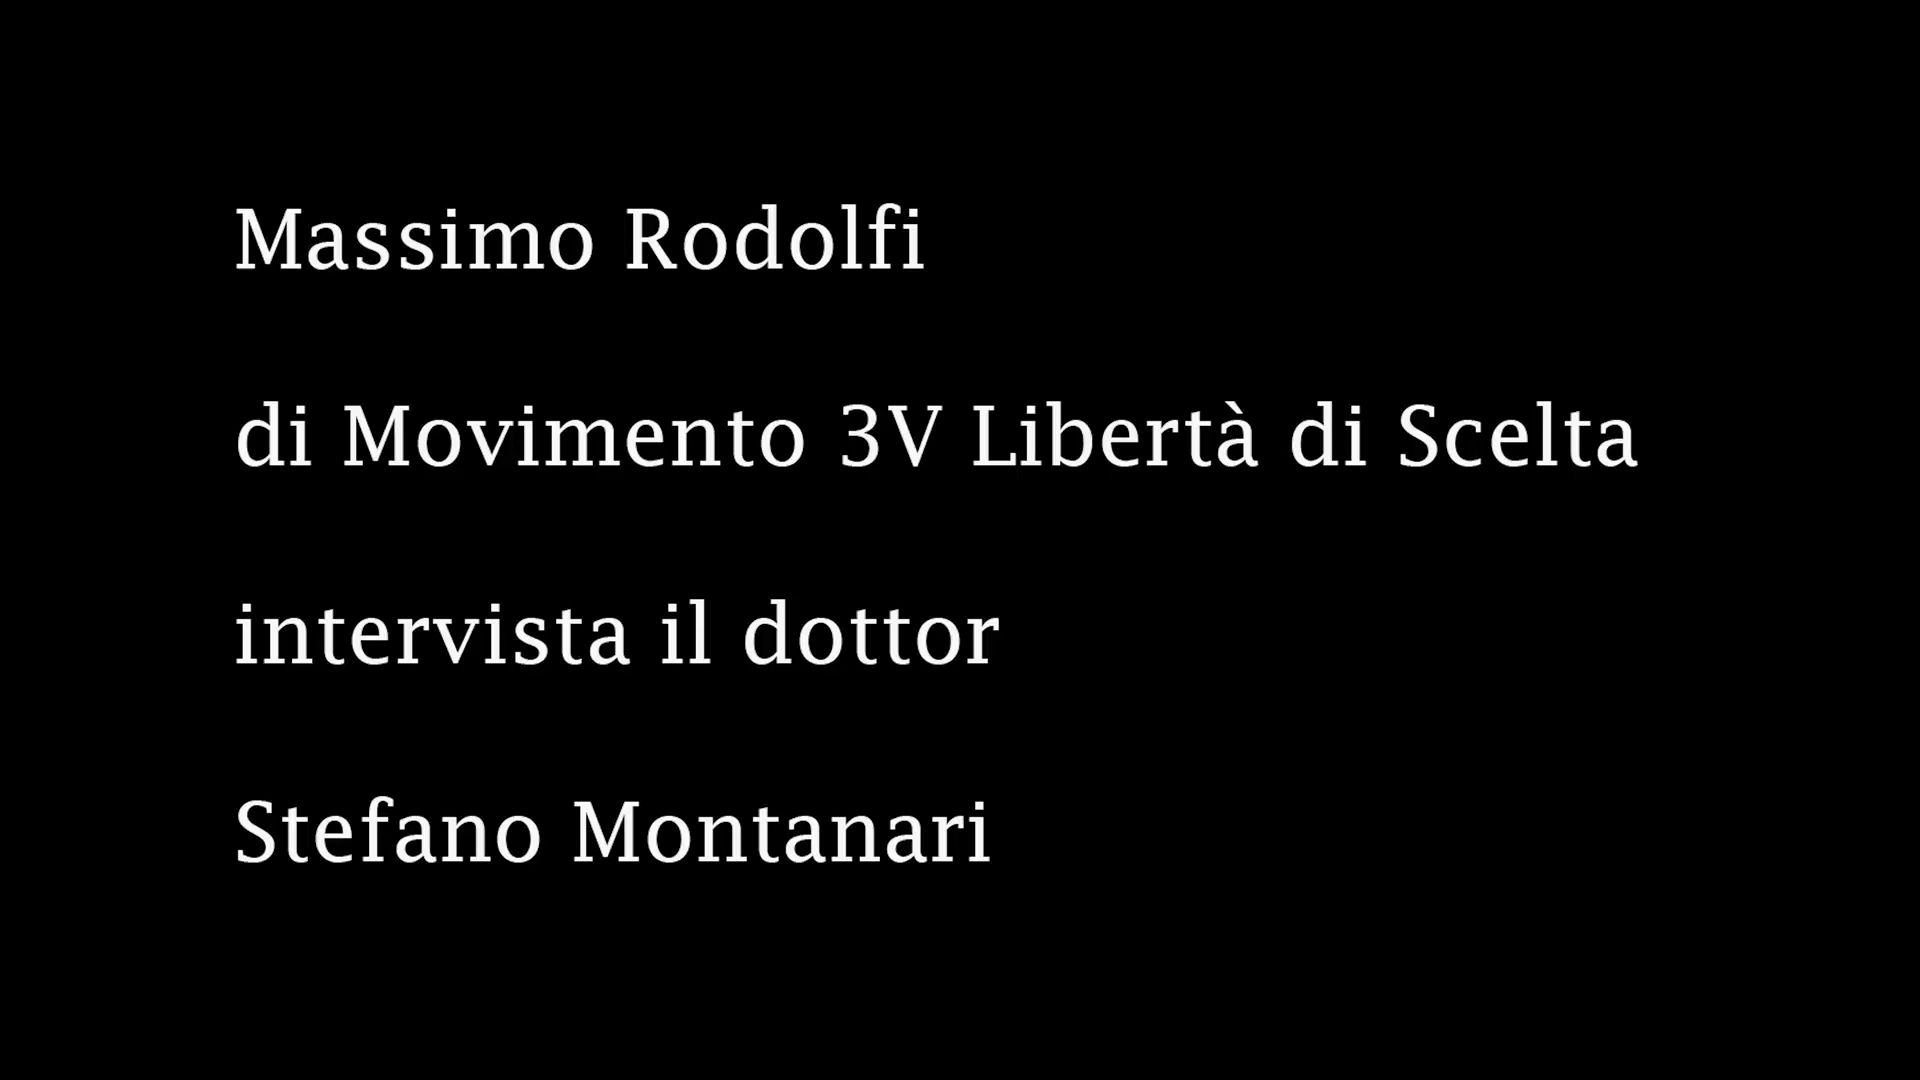 Massimo Rodolfi
di Movimento 3V Libertà di Scelta
intervista il dottor
Stefano Montanari